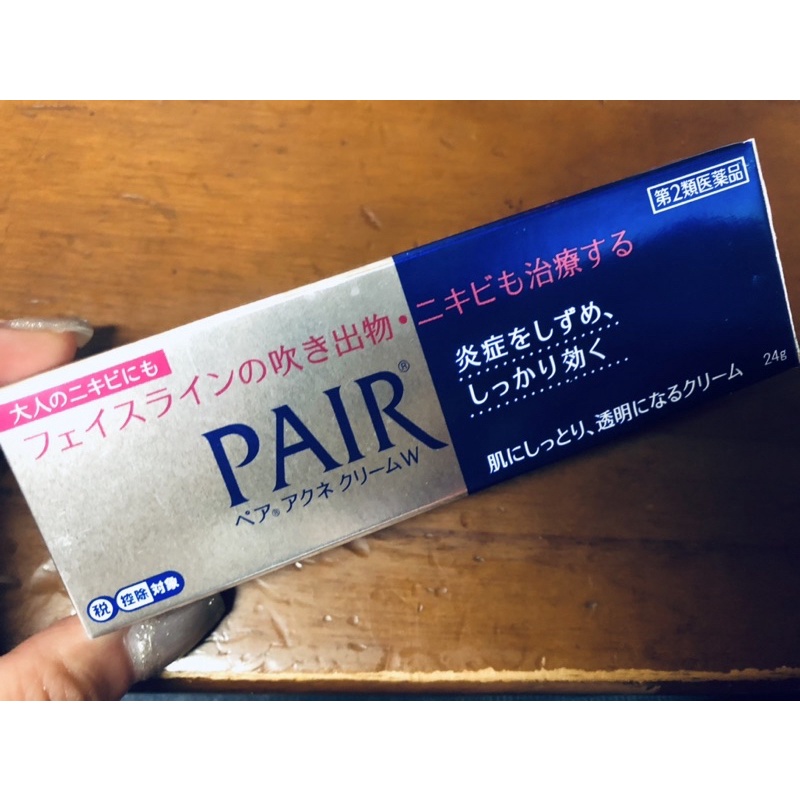 第2類医薬品
大人のニキビにも
フェイスラインの吹き出物・ニキビも治療する
PAIR®
ペア®アクネ クリームW
炎症をしずめ、
しっかり効く
肌にしっとり、透明になるクリーム
24g
税 控除 対象